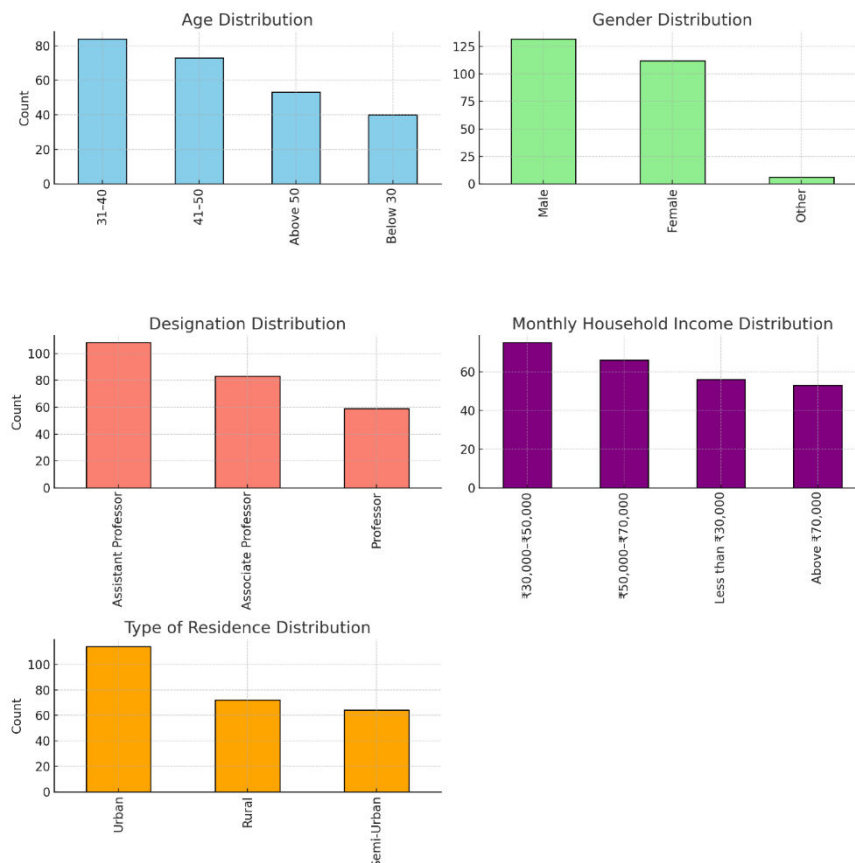 Age Distribution
Count
80
60
40
20
0
31–40
41–50
Above 50
Below 30
Gender Distribution
125
100
75
50
25
0
Male
Female
Other
Designation Distribution
Count
100
80
60
40
20
0
Assistant Professor
Associate Professor
Professor
Monthly Household Income Distribution
60
40
20
0
₹30,000–₹50,000
₹50,000–₹70,000
Less than ₹30,000
Above ₹70,000
Type of Residence Distribution
Count
100
80
60
40
20
0
Urban
Rural
Semi-Urban